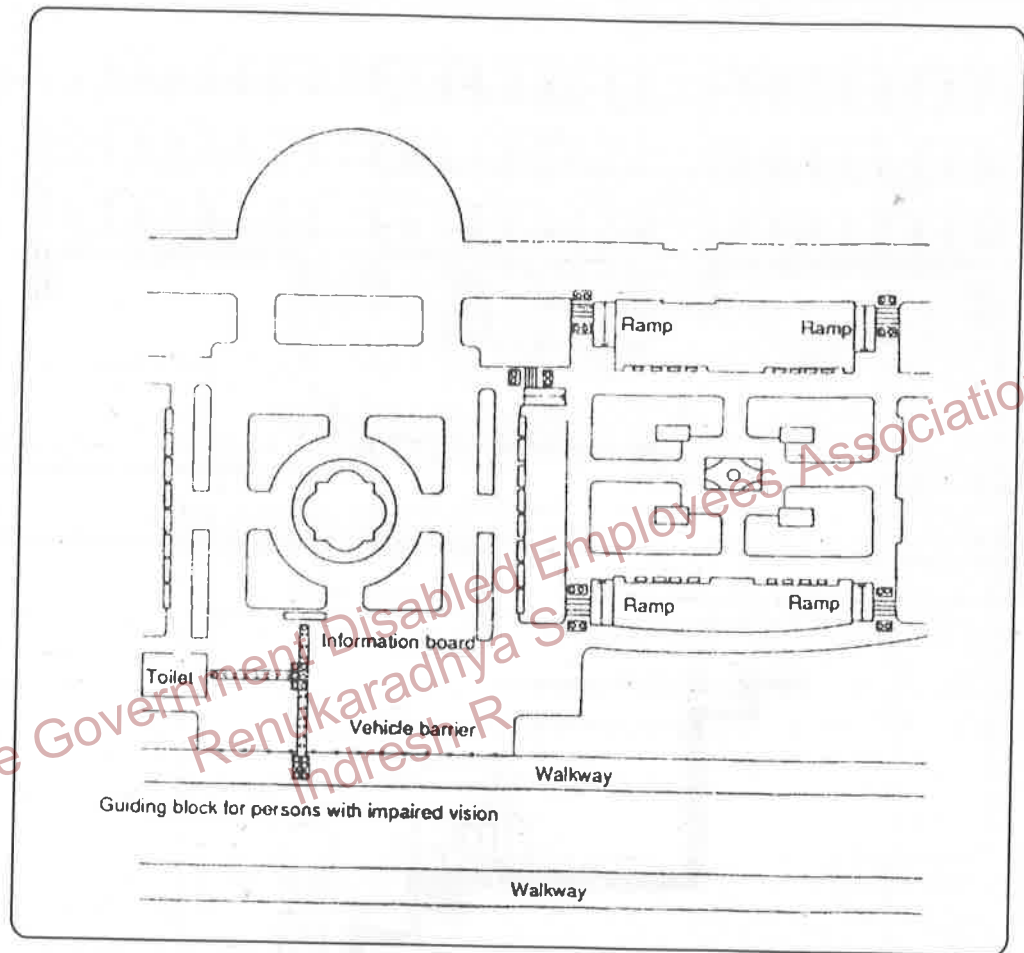 Ramp
Ramp
Ramp
Ramp
Information board
Toilet
Vehicle barrier
Walkway
Guiding block for persons with impaired vision
Walkway
Government Disabled Employees Associatio
Renukaradhya S
Indresh R